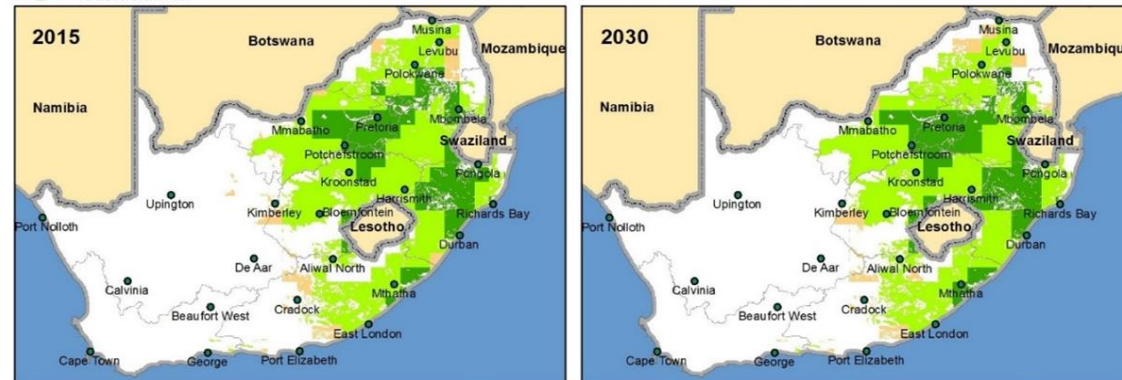 2015
Botswana
Musina
Levubu
Mozambique
Polokwane
Namibia
Mbombela
Mmabatho
Pretoria
Swaziland
Potchefstroom
Pongola
Kroonstad
Harrismith
Upington
Kimberley
Bloemfontein
Richards Bay
Port Nolloth
Lesotho
Durban
De Aar
Aliwal North
Calvinia
Mthatha
Beaufort West
Cradock
East London
Cape Town
George
Port Elizabeth
2030
Botswana
Musina
Levubu
Mozambique
Polokwane
Namibia
Mbombela
Mmabatho
Pretoria
Swaziland
Potchefstroom
Pongola
Kroonstad
Harrismith
Upington
Kimberley
Bloemfontein
Richards Bay
Port Nolloth
Lesotho
Durban
De Aar
Aliwal North
Calvinia
Mthatha
Beaufort West
Cradock
East London
Cape Town
George
Port Elizabeth